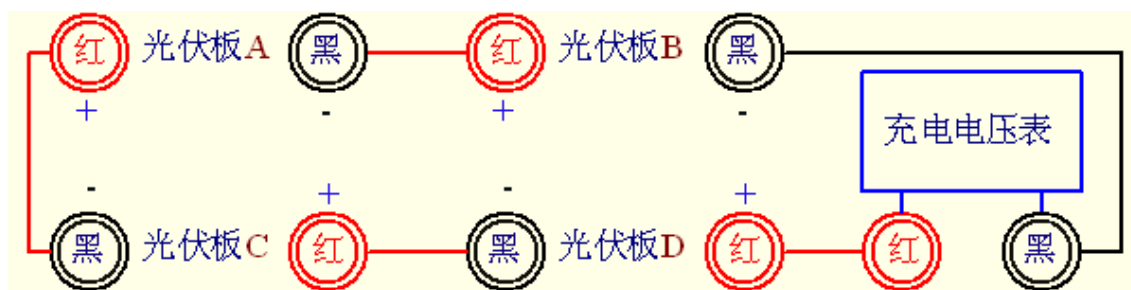 红 光伏板A 黑 红 光伏板B 黑
+ - + -
充电电压表
- + - +
黑 光伏板C 红 黑 光伏板D 红 红 黑